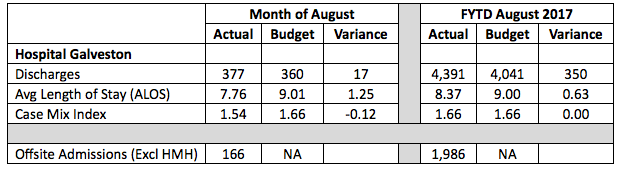 Month of August FYTD August 2017
Actual Budget Variance Actual Budget Variance
Hospital Galveston
Discharges 377 360 17 4,391 4,041 350
Avg Length of Stay (ALOS) 7.76 9.01 1.25 8.37 9.00 0.63
Case Mix Index 1.54 1.66 -0.12 1.66 1.66 0.00
Offsite Admissions (Excl HMH) 166 NA 1,986 NA